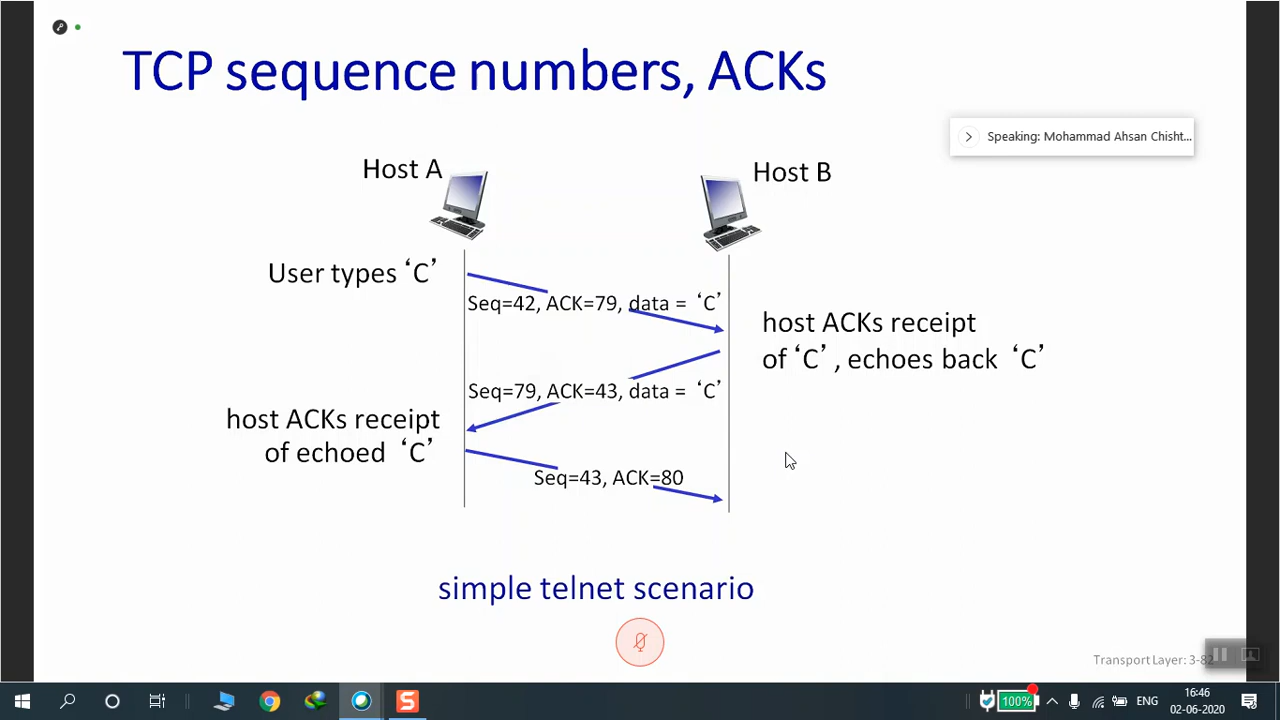 TCP sequence numbers, ACKs
Speaking: Mohammad Ahsan Chisht...
Host A
Host B
User types ‘C’
Seq=42, ACK=79, data = ‘C’
host ACKs receipt
of ‘C’, echoes back ‘C’
Seq=79, ACK=43, data = ‘C’
host ACKs receipt
of echoed ‘C’
Seq=43, ACK=80
simple telnet scenario
Transport Layer: 3-82
100%
ENG
16:46
02-06-2020